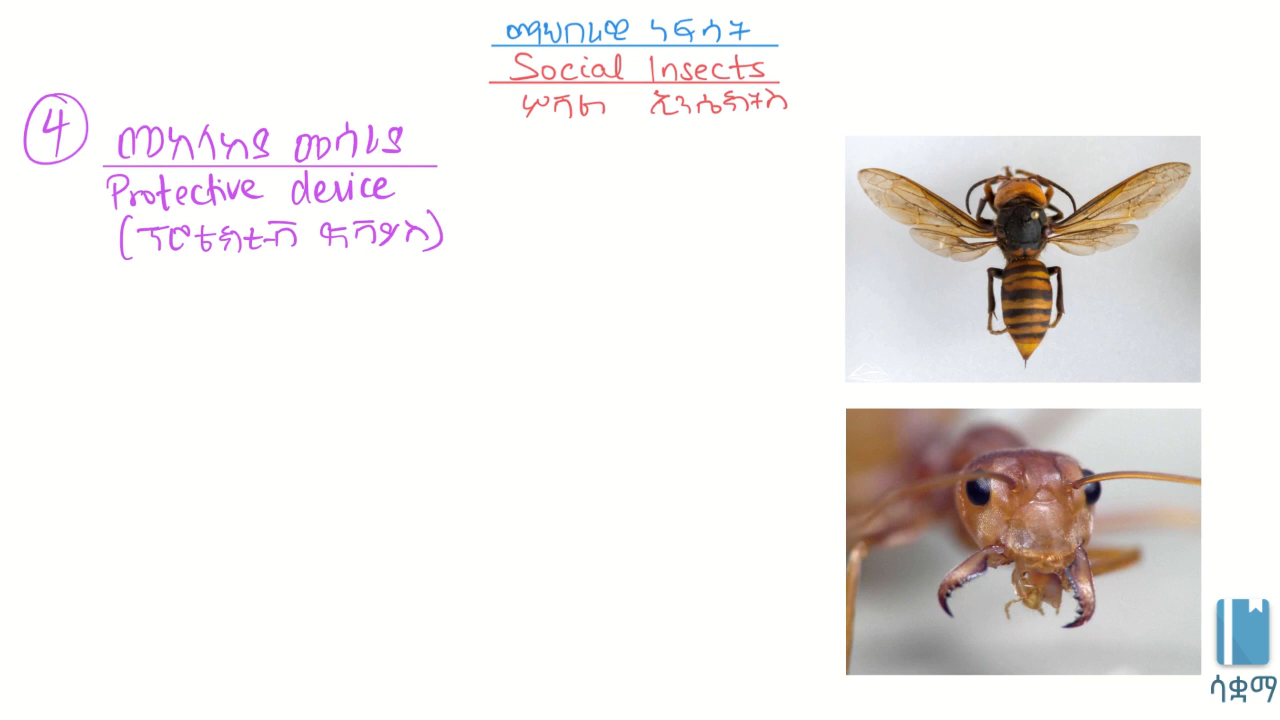 ማህበራዊ ነፍሳት
Social Insects
ሶሻል ኢንሴክትስ
4
መከላከያ መሳሪያ
Protective device
(ፕሮቴክቲቭ ዲቫይስ)
ሳቋማ